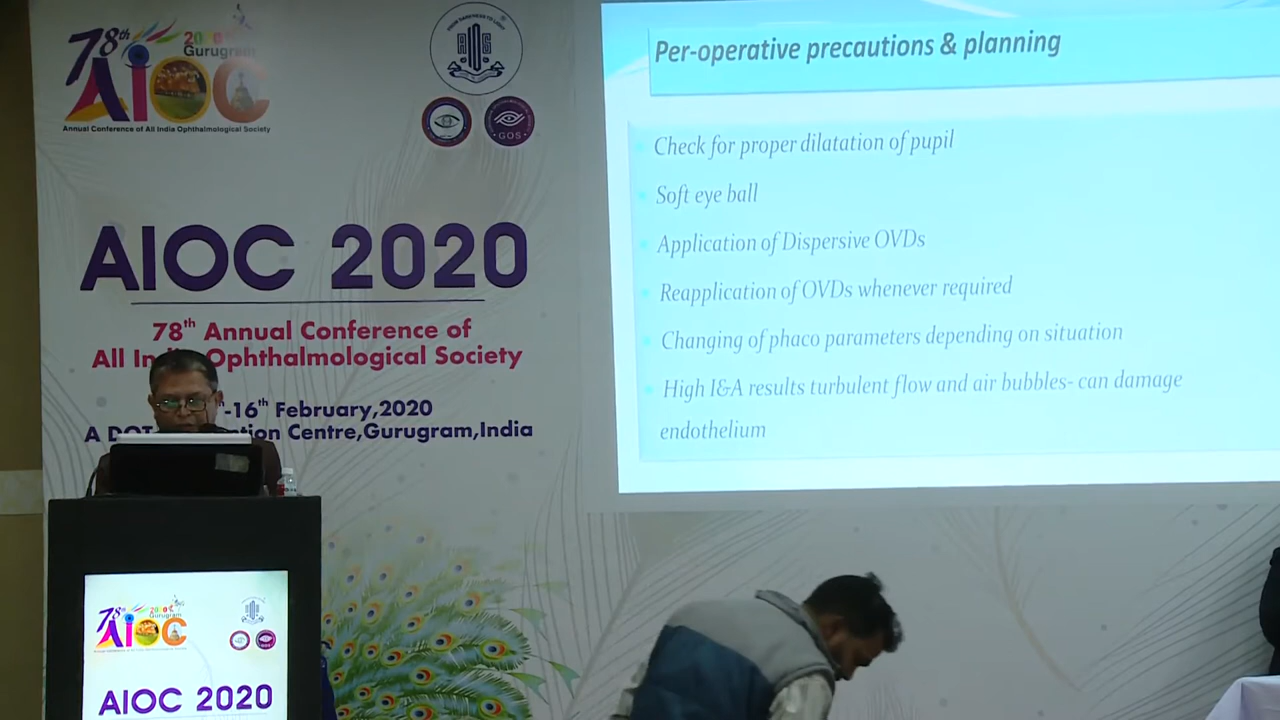 78th
2020
Gurugram
AIOC
Annual Conference of All India Ophthalmological Society
GOS
AIOC 2020
78th Annual Conference of
All Ophthalmological Society
-16th February,2020
A Centre,Gurugram,India
Per-operative precautions & planning
Check for proper dilatation of pupil
Soft eye ball
Application of Dispersive OVDs
Reapplication of OVDs whenever required
Changing of phaco parameters depending on situation
High I&A results turbulent flow and air bubbles- can damage
endothelium
78th
2020
Gurugram
AIOC
AIOC 2020